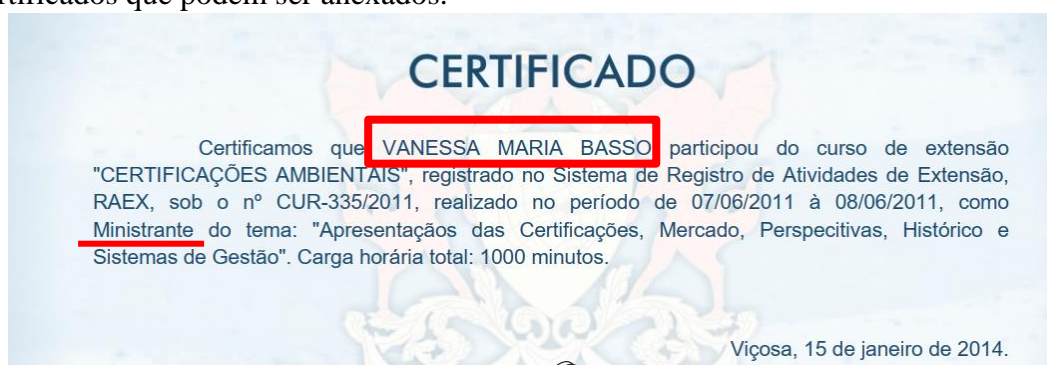 rtificados que podem ser anexados.
CERTIFICADO
Certificamos que VANESSA MARIA BASSO participou do curso de extensão
"CERTIFICAÇÕES AMBIENTAIS", registrado no Sistema de Registro de Atividades de Extensão,
RAEX, sob o nº CUR-335/2011, realizado no período de 07/06/2011 à 08/06/2011, como
Ministrante do tema: "Apresentaçãos das Certificações, Mercado, Perspecitivas, Histórico e
Sistemas de Gestão". Carga horária total: 1000 minutos.
Viçosa, 15 de janeiro de 2014.